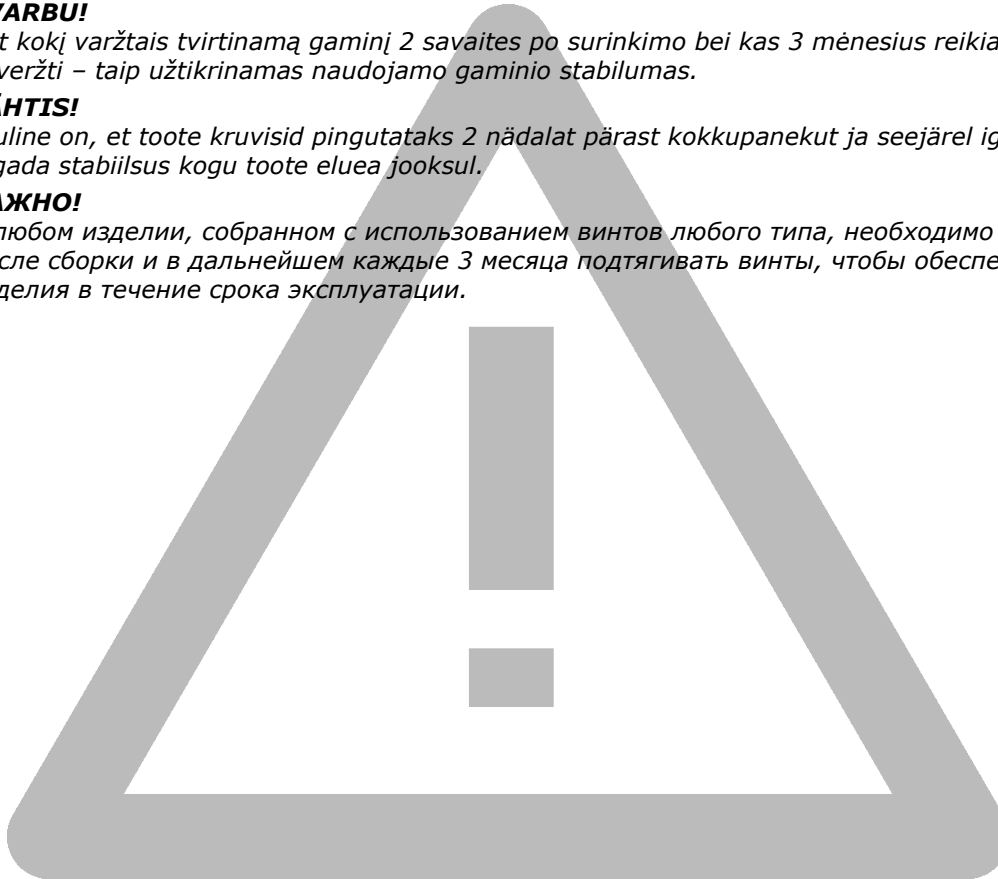 VARBU!
t kokį varžtais tvirtinamą gaminį 2 savaites po surinkimo bei kas 3 mėnesius reikia
veržti – taip užtikrinamas naudojamo gaminio stabilumas.
ÄHTIS!
uline on, et toote kruvisid pingutataks 2 nädalat pärast kokkupanekut ja seejärel ig
gada stabiilsus kogu toote eluea jooksul.
АЖНО!
любом изделии, собранном с использованием винтов любого типа, необходимо
сле сборки и в дальнейшем каждые 3 месяца подтягивать винты, чтобы обеспе
делия в течение срока эксплуатации.